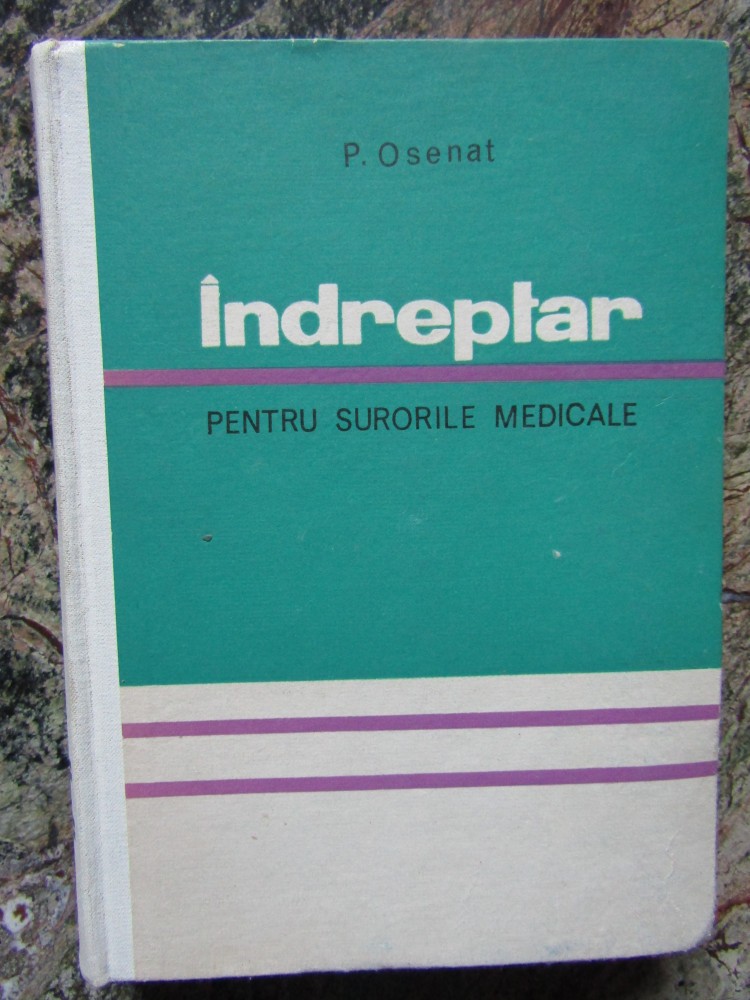 P. Osenat
Îndreptar
PENTRU SURORILE MEDICALE